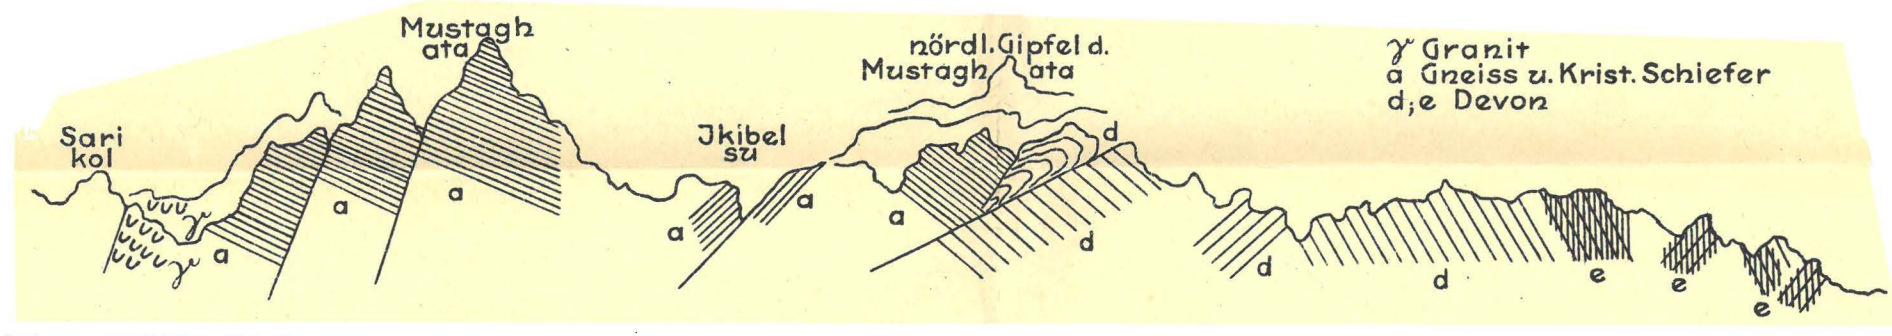 Mustagh
ata
nördl. Gipfel d.
Mustagh ata
γ Granit
a Gneiss u. Krist. Schiefer
d; e Devon
Sari
kol
Jkibel
su
γ
γ
a
a
a
a
a
a
d
d
d
d
e
e
e